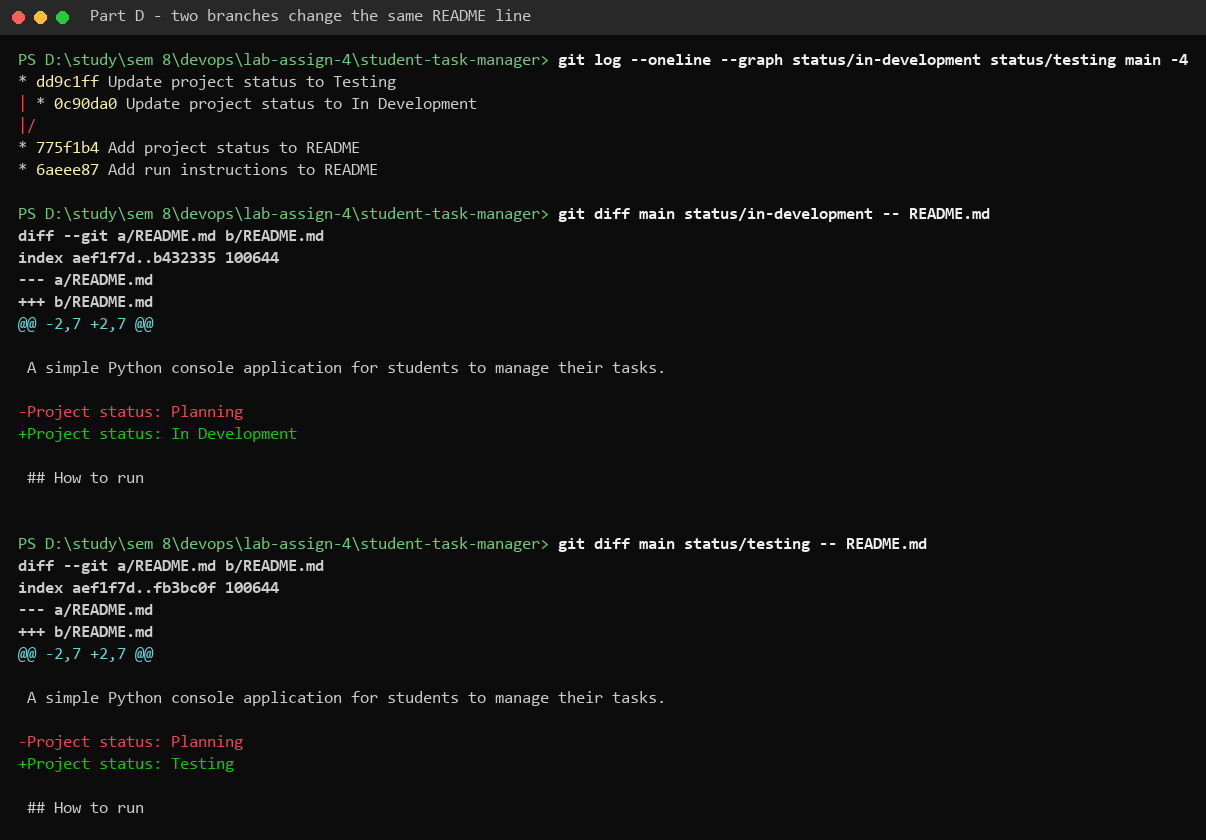 Part D - two branches change the same README line
PS D:\study\sem 8\devops\lab-assign-4\student-task-manager> git log --oneline --graph status/in-development status/testing main -4
* dd9c1ff Update project status to Testing
| * 0c90da0 Update project status to In Development
|/
* 775f1b4 Add project status to README
* 6aeee87 Add run instructions to README
PS D:\study\sem 8\devops\lab-assign-4\student-task-manager> git diff main status/in-development -- README.md
diff --git a/README.md b/README.md
index aef1f7d..b432335 100644
--- a/README.md
+++ b/README.md
@@ -2,7 +2,7 @@
A simple Python console application for students to manage their tasks.
-Project status: Planning
+Project status: In Development
## How to run
PS D:\study\sem 8\devops\lab-assign-4\student-task-manager> git diff main status/testing -- README.md
diff --git a/README.md b/README.md
index aef1f7d..fb3bc0f 100644
--- a/README.md
+++ b/README.md
@@ -2,7 +2,7 @@
A simple Python console application for students to manage their tasks.
-Project status: Planning
+Project status: Testing
## How to run